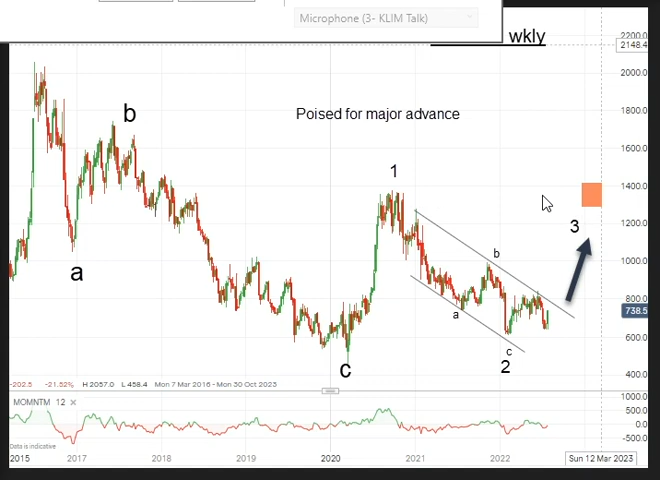 Microphone (3- KLIM Talk)
wkly
2200.0
2148.4
2000.0
b
Poised for major advance
1800.0
1600.0
1
1400.0
1200.0
3
a
b
1000.0
800.0
738.5
a
c
c
2
600.0
400.0
-202.5 -21.52% H 2057.0 L 458.4 Mon 7 Mar 2016 - Mon 30 Oct 2023
MOMNTM 12 ×
1000.0
500.0
0.0
-500.0
Data is indicative
2015 2017 2018 2019 2020 2021 2022 Sun 12 Mar 2023